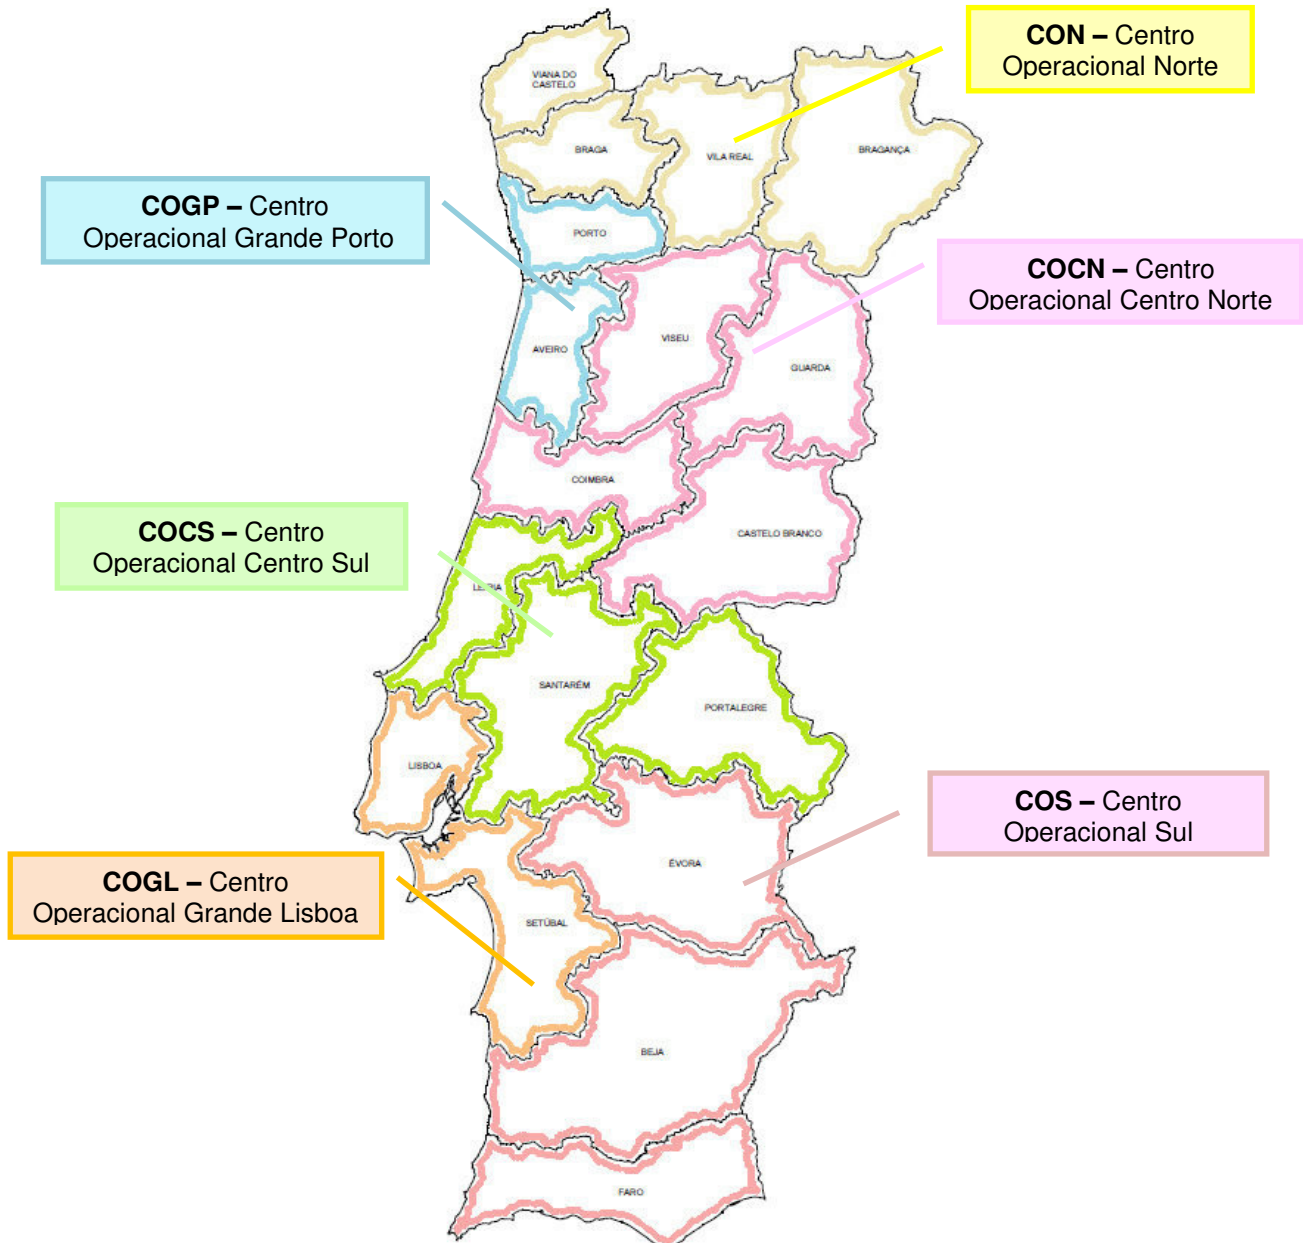 CON – Centro
Operacional Norte
VIANA DO
CASTELO
BRAGA
VILA REAL
BRAGANÇA
COGP – Centro
Operacional Grande Porto
PORTO
COCN – Centro
Operacional Centro Norte
AVEIRO
VISEU
GUARDA
COIMBRA
COCS – Centro
Operacional Centro Sul
CASTELO BRANCO
LEIRIA
SANTARÉM
PORTALEGRE
LISBOA
COS – Centro
Operacional Sul
ÉVORA
COGL – Centro
Operacional Grande Lisboa
SETÚBAL
BEJA
FARO